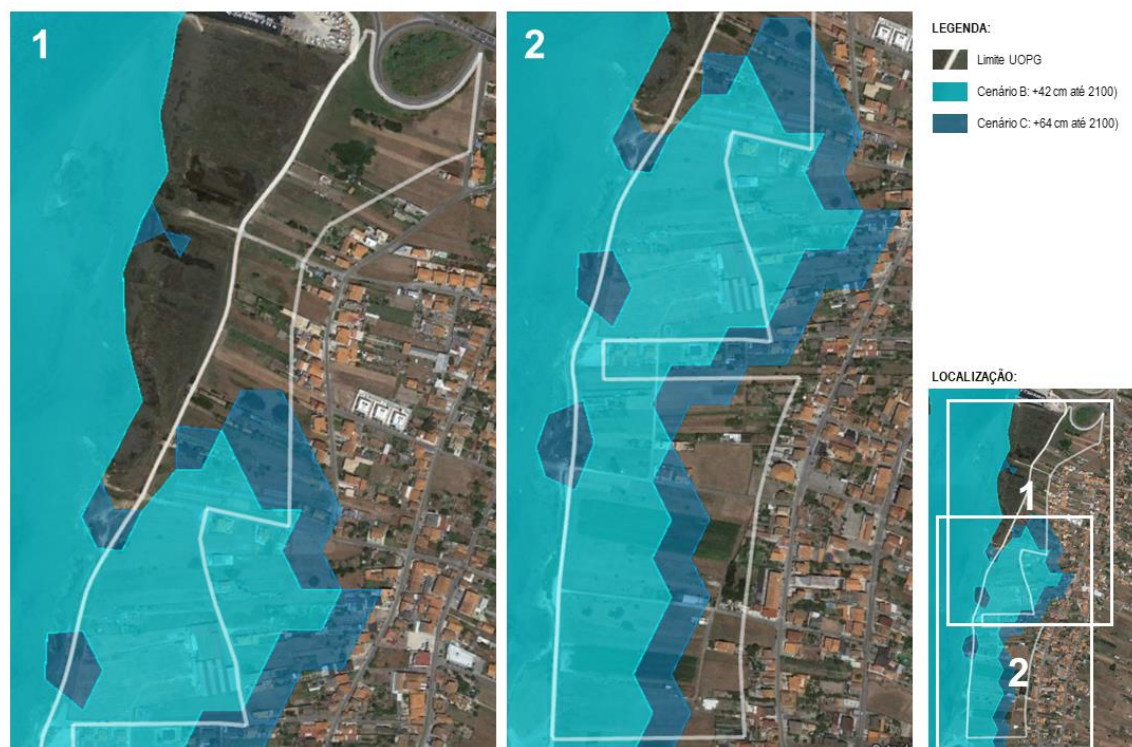 1
2
LEGENDA:
Limite UOPG
Cenário B: +42 cm até 2100)
Cenário C: +64 cm até 2100)
LOCALIZAÇÃO:
1
2